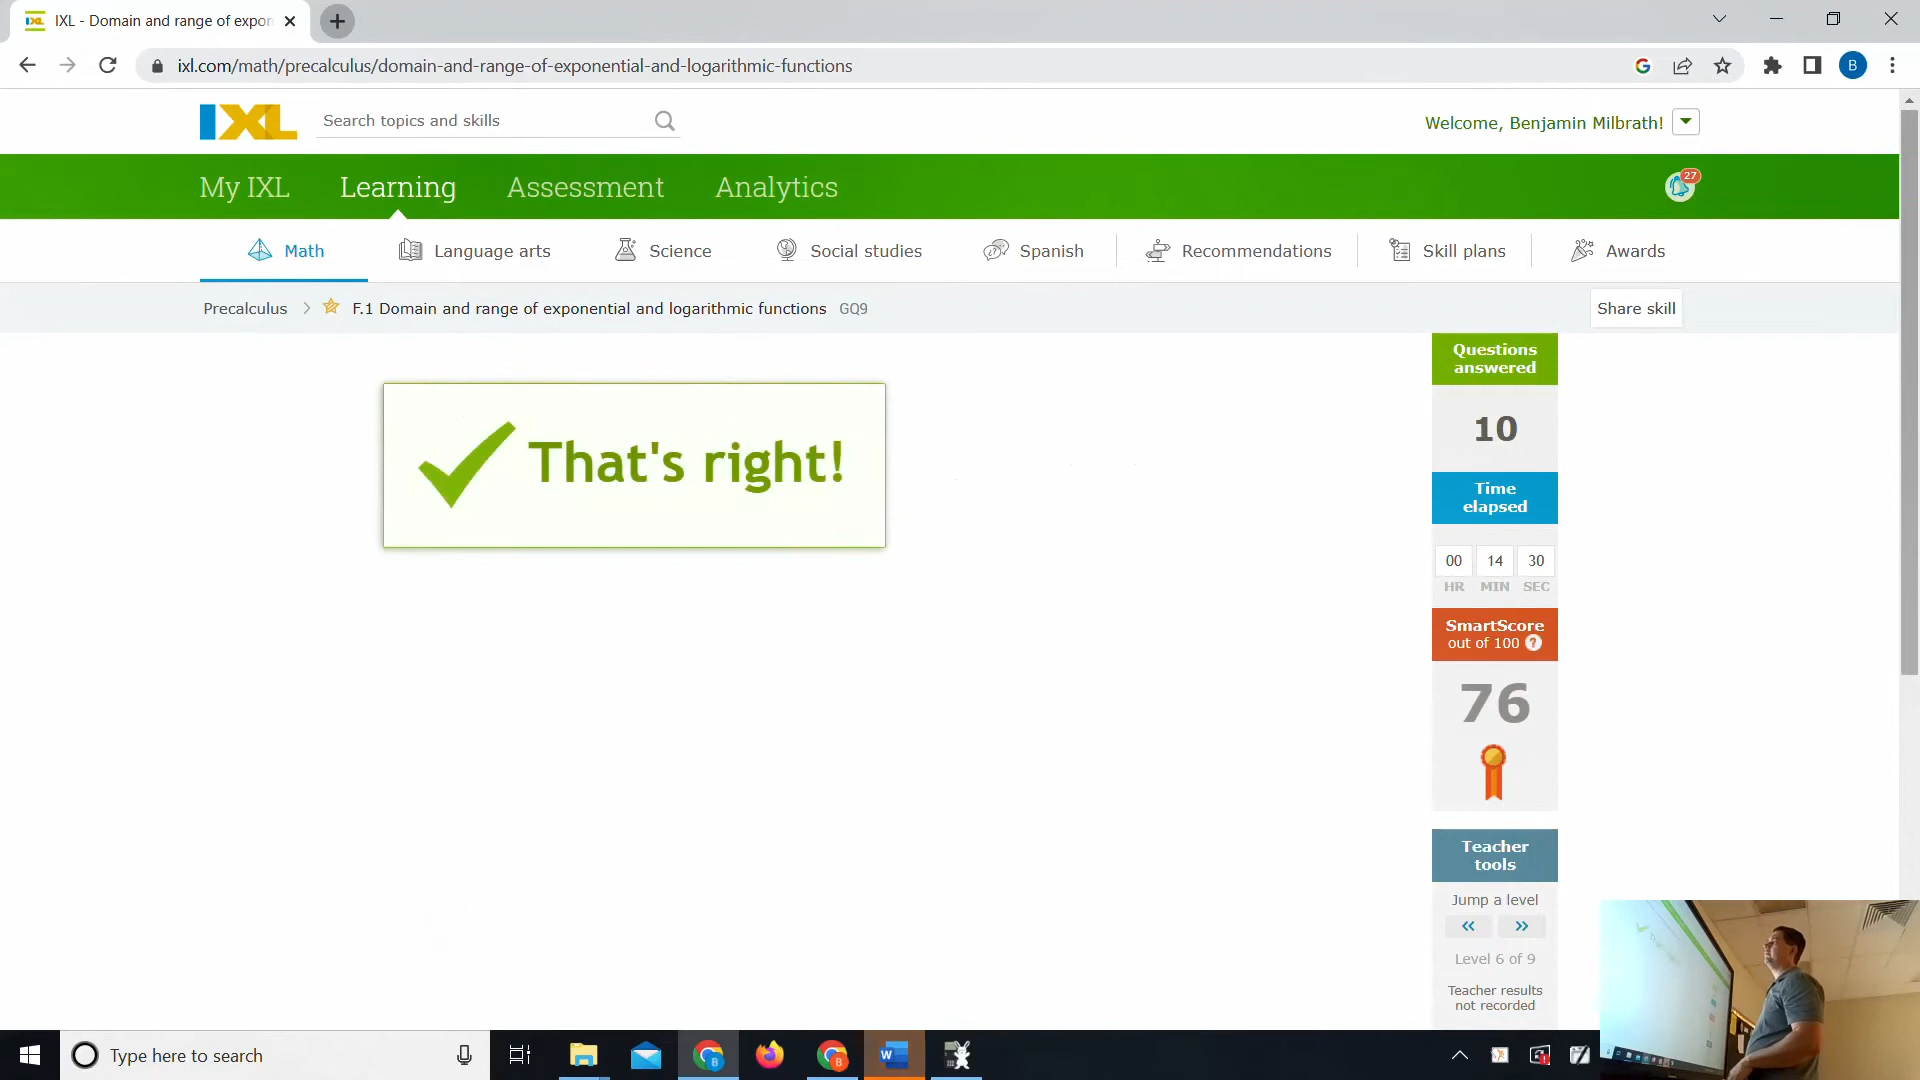 IXL - Domain and range of expon
ixl.com/math/precalculus/domain-and-range-of-exponential-and-logarithmic-functions
B
IXL
Search topics and skills
Welcome, Benjamin Milbrath!
My IXL
Learning
Assessment
Analytics
27
Math
Language arts
Science
Social studies
Spanish
Recommendations
Skill plans
Awards
Precalculus
F.1 Domain and range of exponential and logarithmic functions GQ9
Share skill
That's right!
Questions
answered
10
Time
elapsed
00 14 30
HR MIN SEC
SmartScore
out of 100 ?
76
Teacher
tools
Jump a level
Level 6 of 9
Teacher results
not recorded
Type here to search